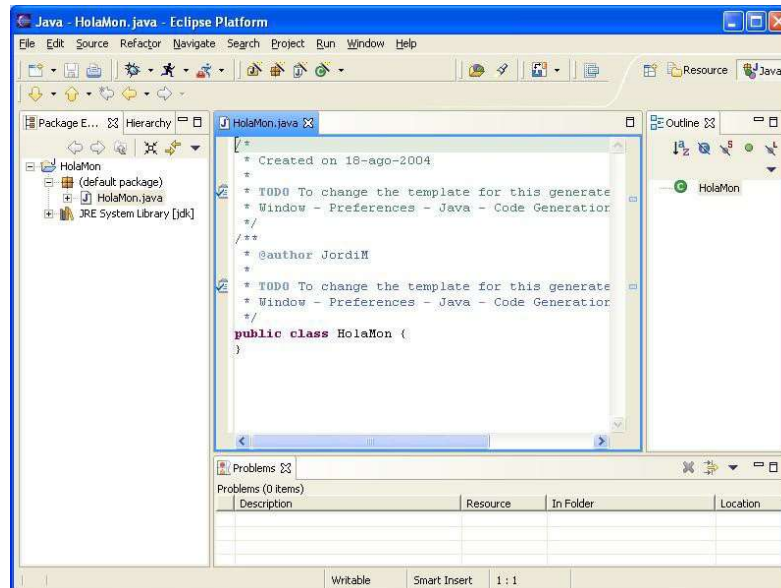 Java - HolaMon.java - Eclipse Platform
File Edit Source Refactor Navigate Search Project Run Window Help
Resource Java
Package E... Hierarchy
HolaMon.java
Outline
HolaMon
(default package)
HolaMon.java
JRE System Library [jdk]
/*
* Created on 18-ago-2004
*
* TODO To change the template for this generate
* Window - Preferences - Java - Code Generation
*/
/**
* @author JordiM
*
* TODO To change the template for this generate
* Window - Preferences - Java - Code Generation
*/
public class HolaMon {
}
HolaMon
Problems
Problems (0 items)
Description Resource In Folder Location
Writable Smart Insert 1 : 1